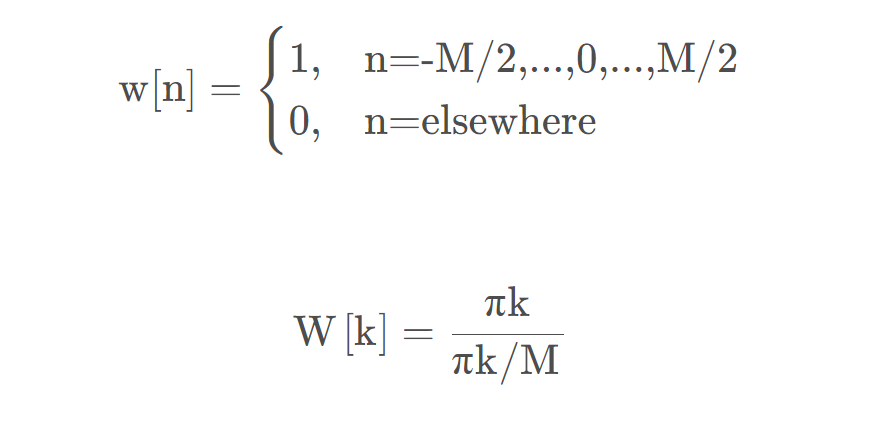 w[n] = { 1, n=-M/2,...,0,...,M/2
0, n=elsewhere
W [k] = πk
πk/M